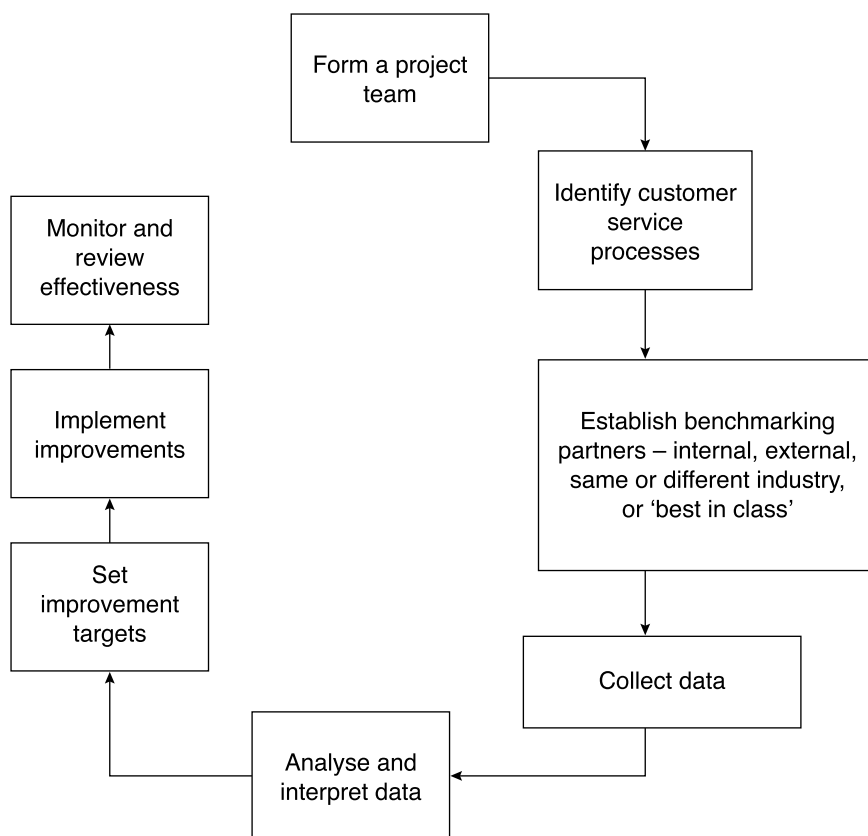 Form a project
team
Identify customer
service
processes
Establish benchmarking
partners – internal, external,
same or different industry,
or ‘best in class’
Collect data
Analyse and
interpret data
Set
improvement
targets
Implement
improvements
Monitor and
review
effectiveness